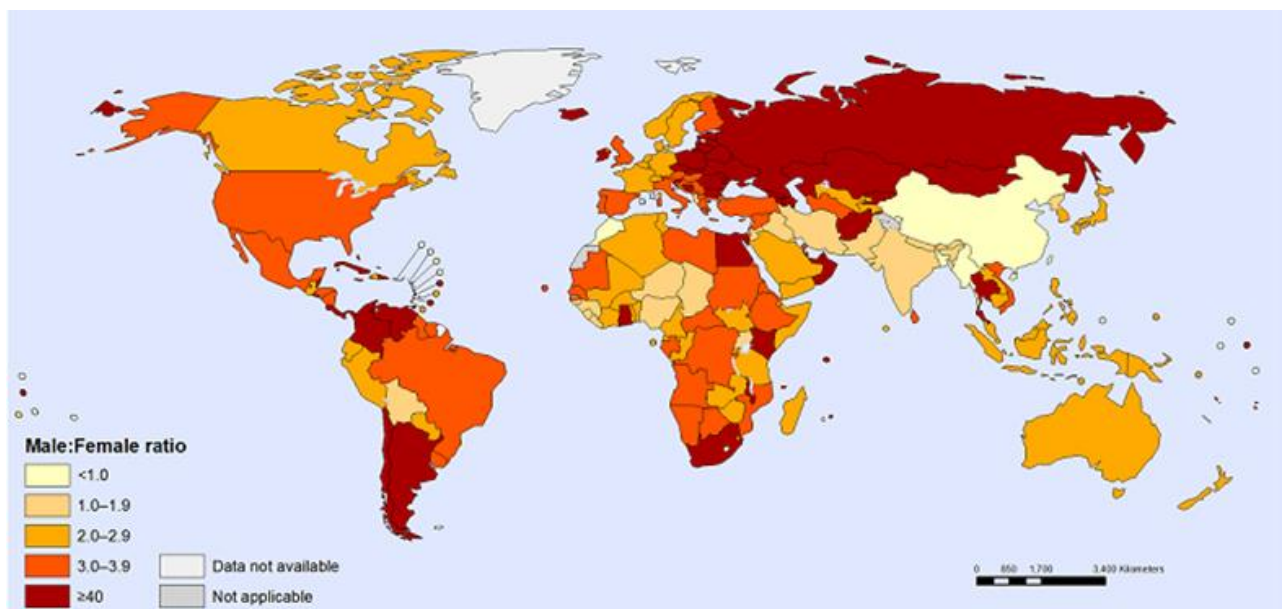 Male:Female ratio
<1.0
1.0–1.9
2.0–2.9
3.0–3.9
≥40
Data not available
Not applicable
0 850 1,700 3,400 Kilometers